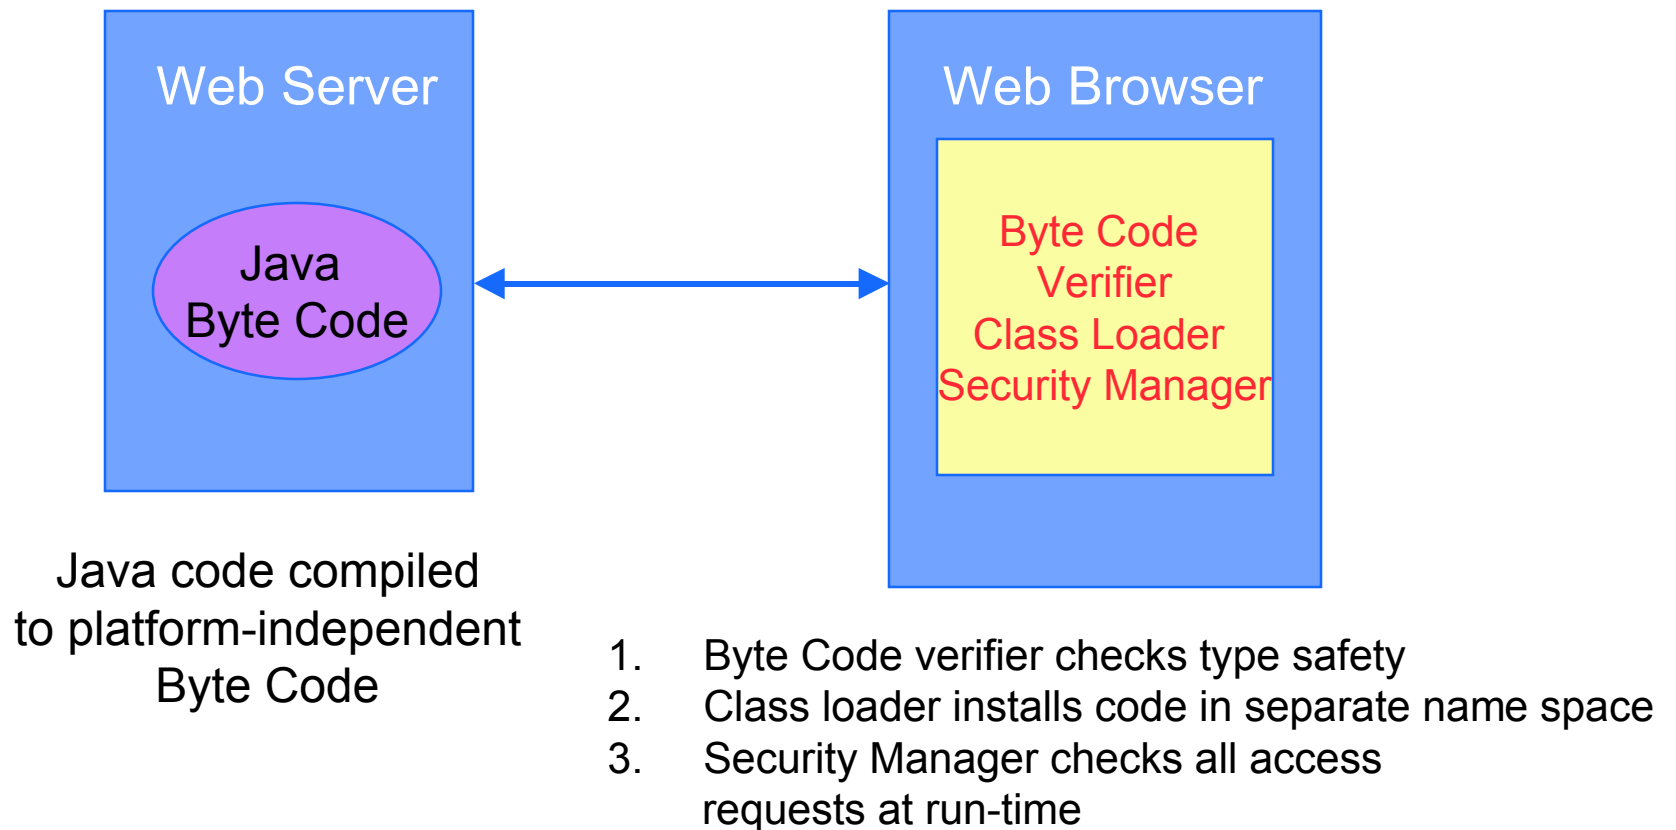 Web Server
Java
Byte Code
Java code compiled
to platform-independent
Byte Code
Web Browser
Byte Code
Verifier
Class Loader
Security Manager
1. Byte Code verifier checks type safety
2. Class loader installs code in separate name space
3. Security Manager checks all access
requests at run-time